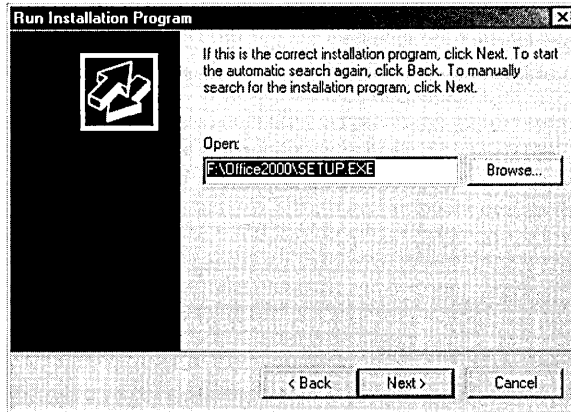 Run Installation Program
If this is the correct installation program, click Next. To start
the automatic search again, click Back. To manually
search for the installation program, click Next.
Open:
F:\Office2000\SETUP.EXE
Browse...
< Back
Next >
Cancel